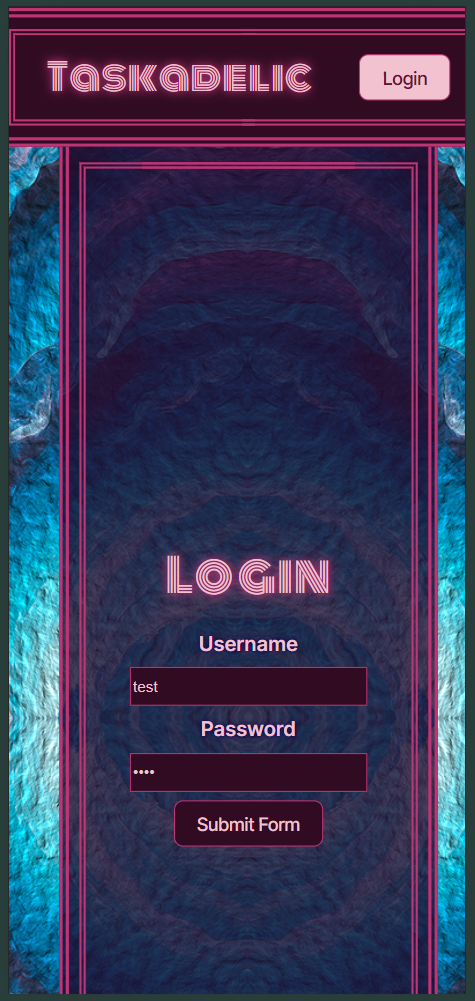 Taskadelic
Login
Login
Username
test
Password
••••
Submit Form